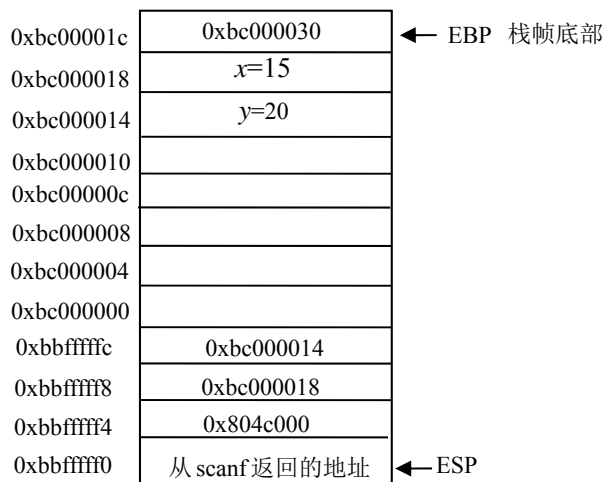 0xbc00001c 0xbc000030 EBP 栈帧底部
0xbc000018 x=15
0xbc000014 y=20
0xbc000010
0xbc00000c
0xbc000008
0xbc000004
0xbc000000
0xbbfffffc 0xbc000014
0xbbfffff8 0xbc000018
0xbbfffff4 0x804c000
0xbbfffff0 从scanf返回的地址 ESP